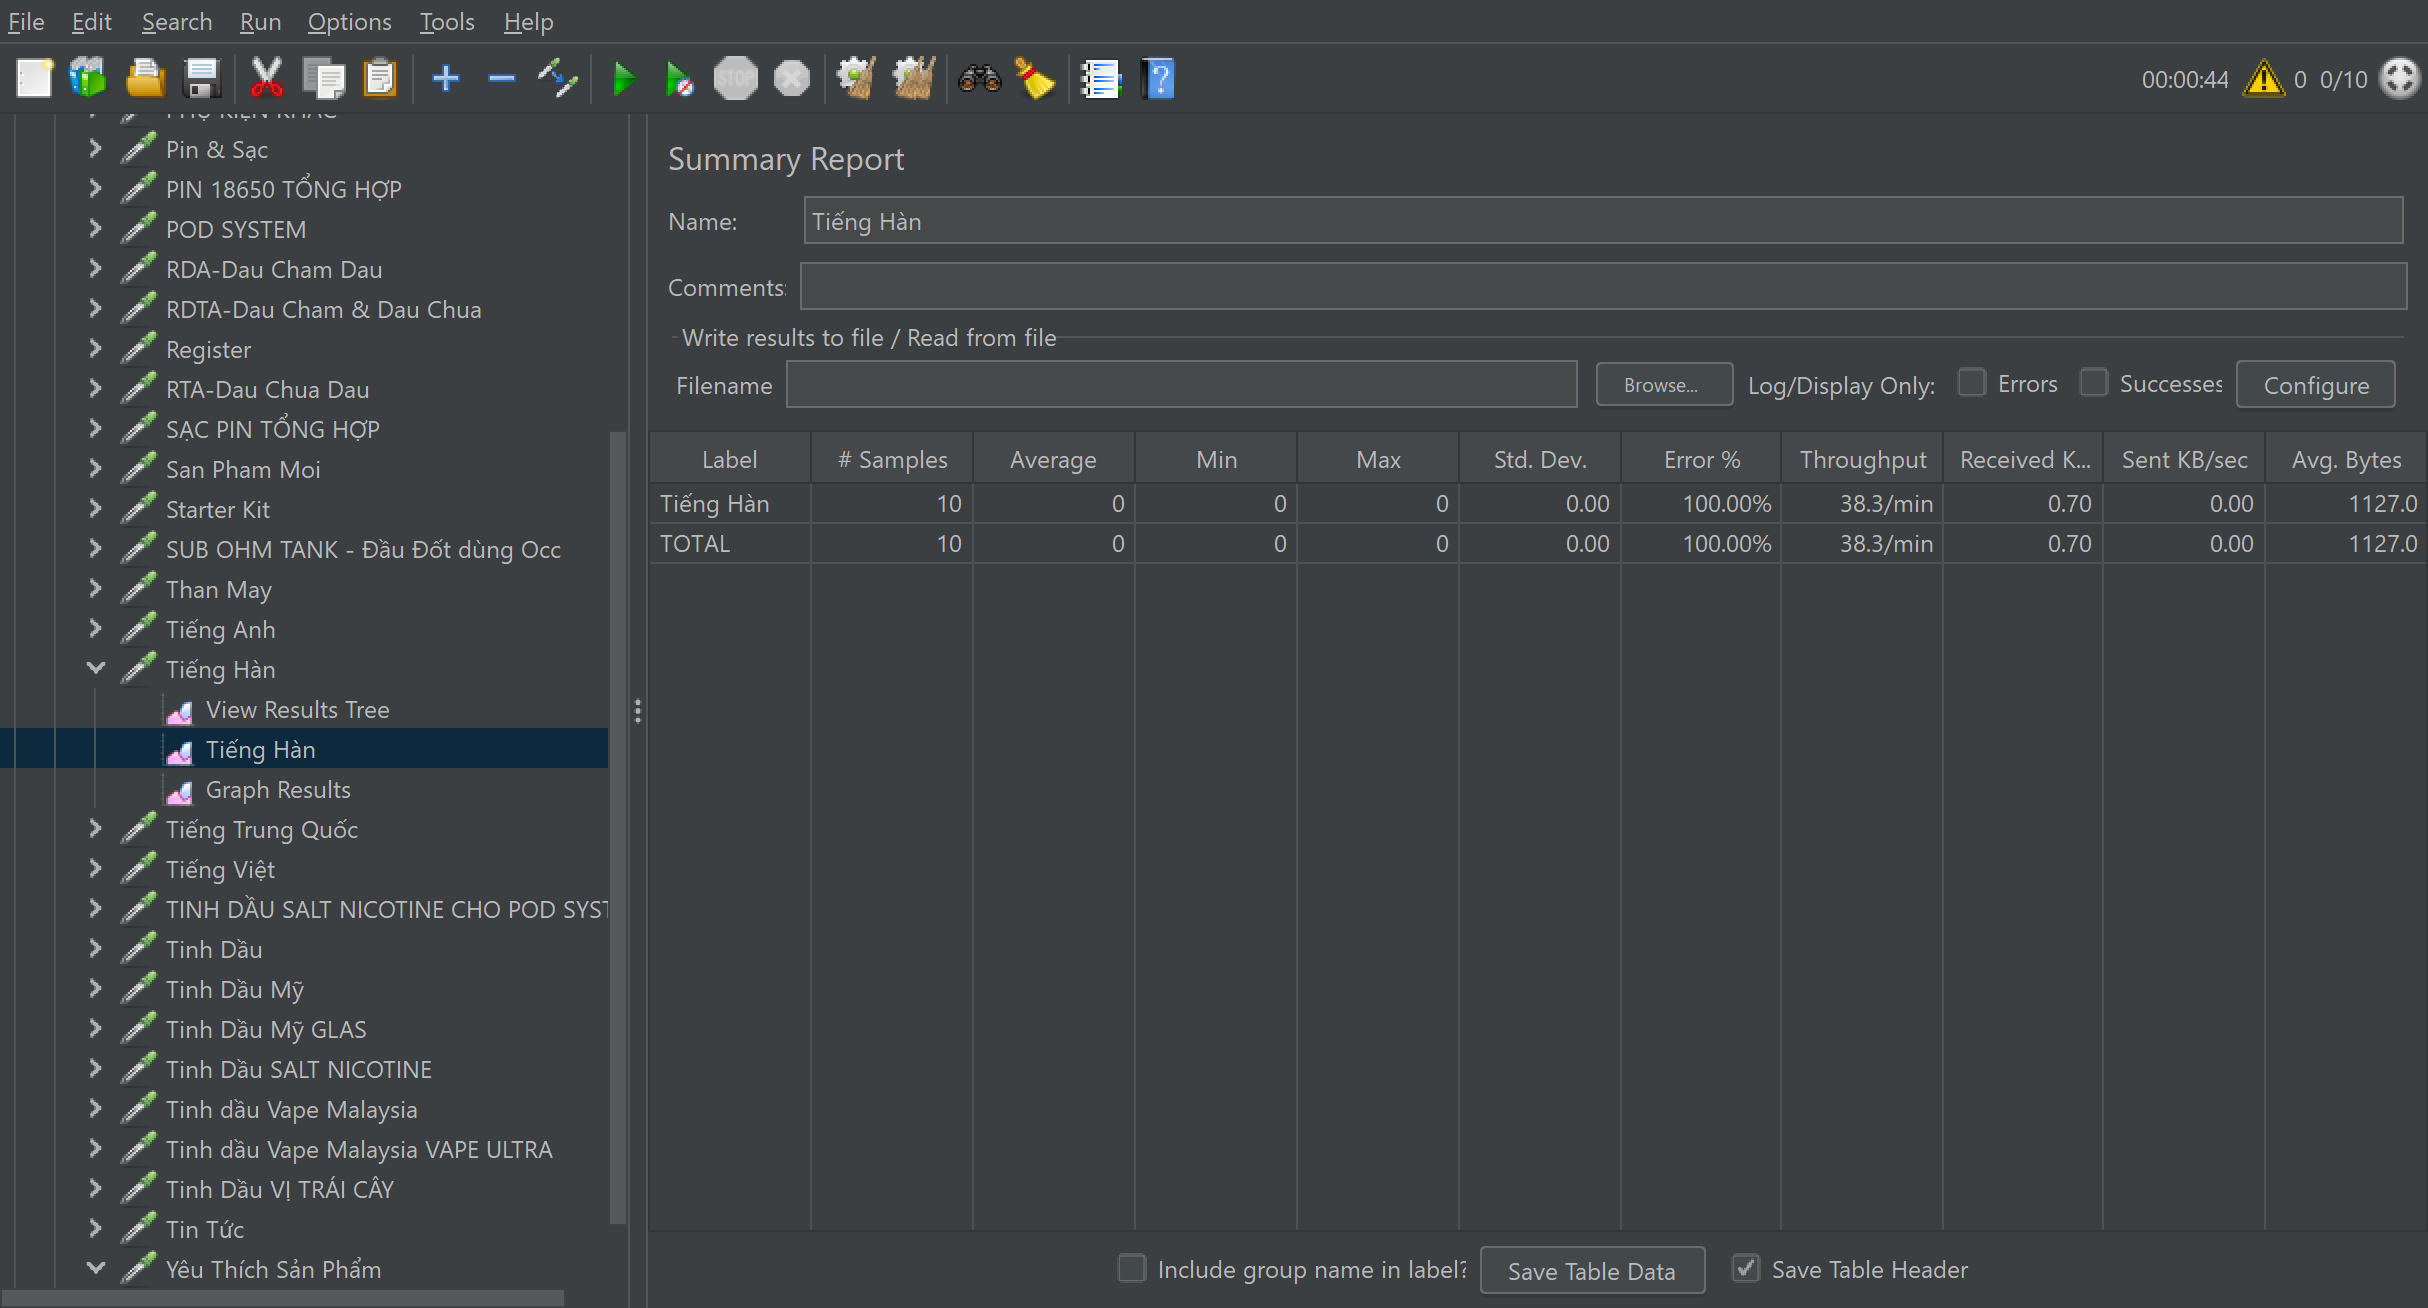 File Edit Search Run Options Tools Help
STOP
00:00:44 0 0/10
Pin & Sạc
PIN 18650 TỔNG HỢP
POD SYSTEM
RDA-Dau Cham Dau
RDTA-Dau Cham & Dau Chua
Register
RTA-Dau Chua Dau
SẠC PIN TỔNG HỢP
San Pham Moi
Starter Kit
SUB OHM TANK - Đầu Đốt dùng Occ
Than May
Tiếng Anh
Tiếng Hàn
View Results Tree
Tiếng Hàn
Graph Results
Tiếng Trung Quốc
Tiếng Việt
TINH DẦU SALT NICOTINE CHO POD SYST
Tinh Dầu
Tinh Dầu Mỹ
Tinh Dầu Mỹ GLAS
Tinh Dầu SALT NICOTINE
Tinh dầu Vape Malaysia
Tinh dầu Vape Malaysia VAPE ULTRA
Tinh Dầu VỊ TRÁI CÂY
Tin Tức
Yêu Thích Sản Phẩm
Summary Report
Name: Tiếng Hàn
Comments:
Write results to file / Read from file
Filename Browse... Log/Display Only: Errors Successes Configure
Label # Samples Average Min Max Std. Dev. Error % Throughput Received K... Sent KB/sec Avg. Bytes
Tiếng Hàn 10 0 0 0 0.00 100.00% 38.3/min 0.70 0.00 1127.0
TOTAL 10 0 0 0 0.00 100.00% 38.3/min 0.70 0.00 1127.0
Include group name in label? Save Table Data Save Table Header